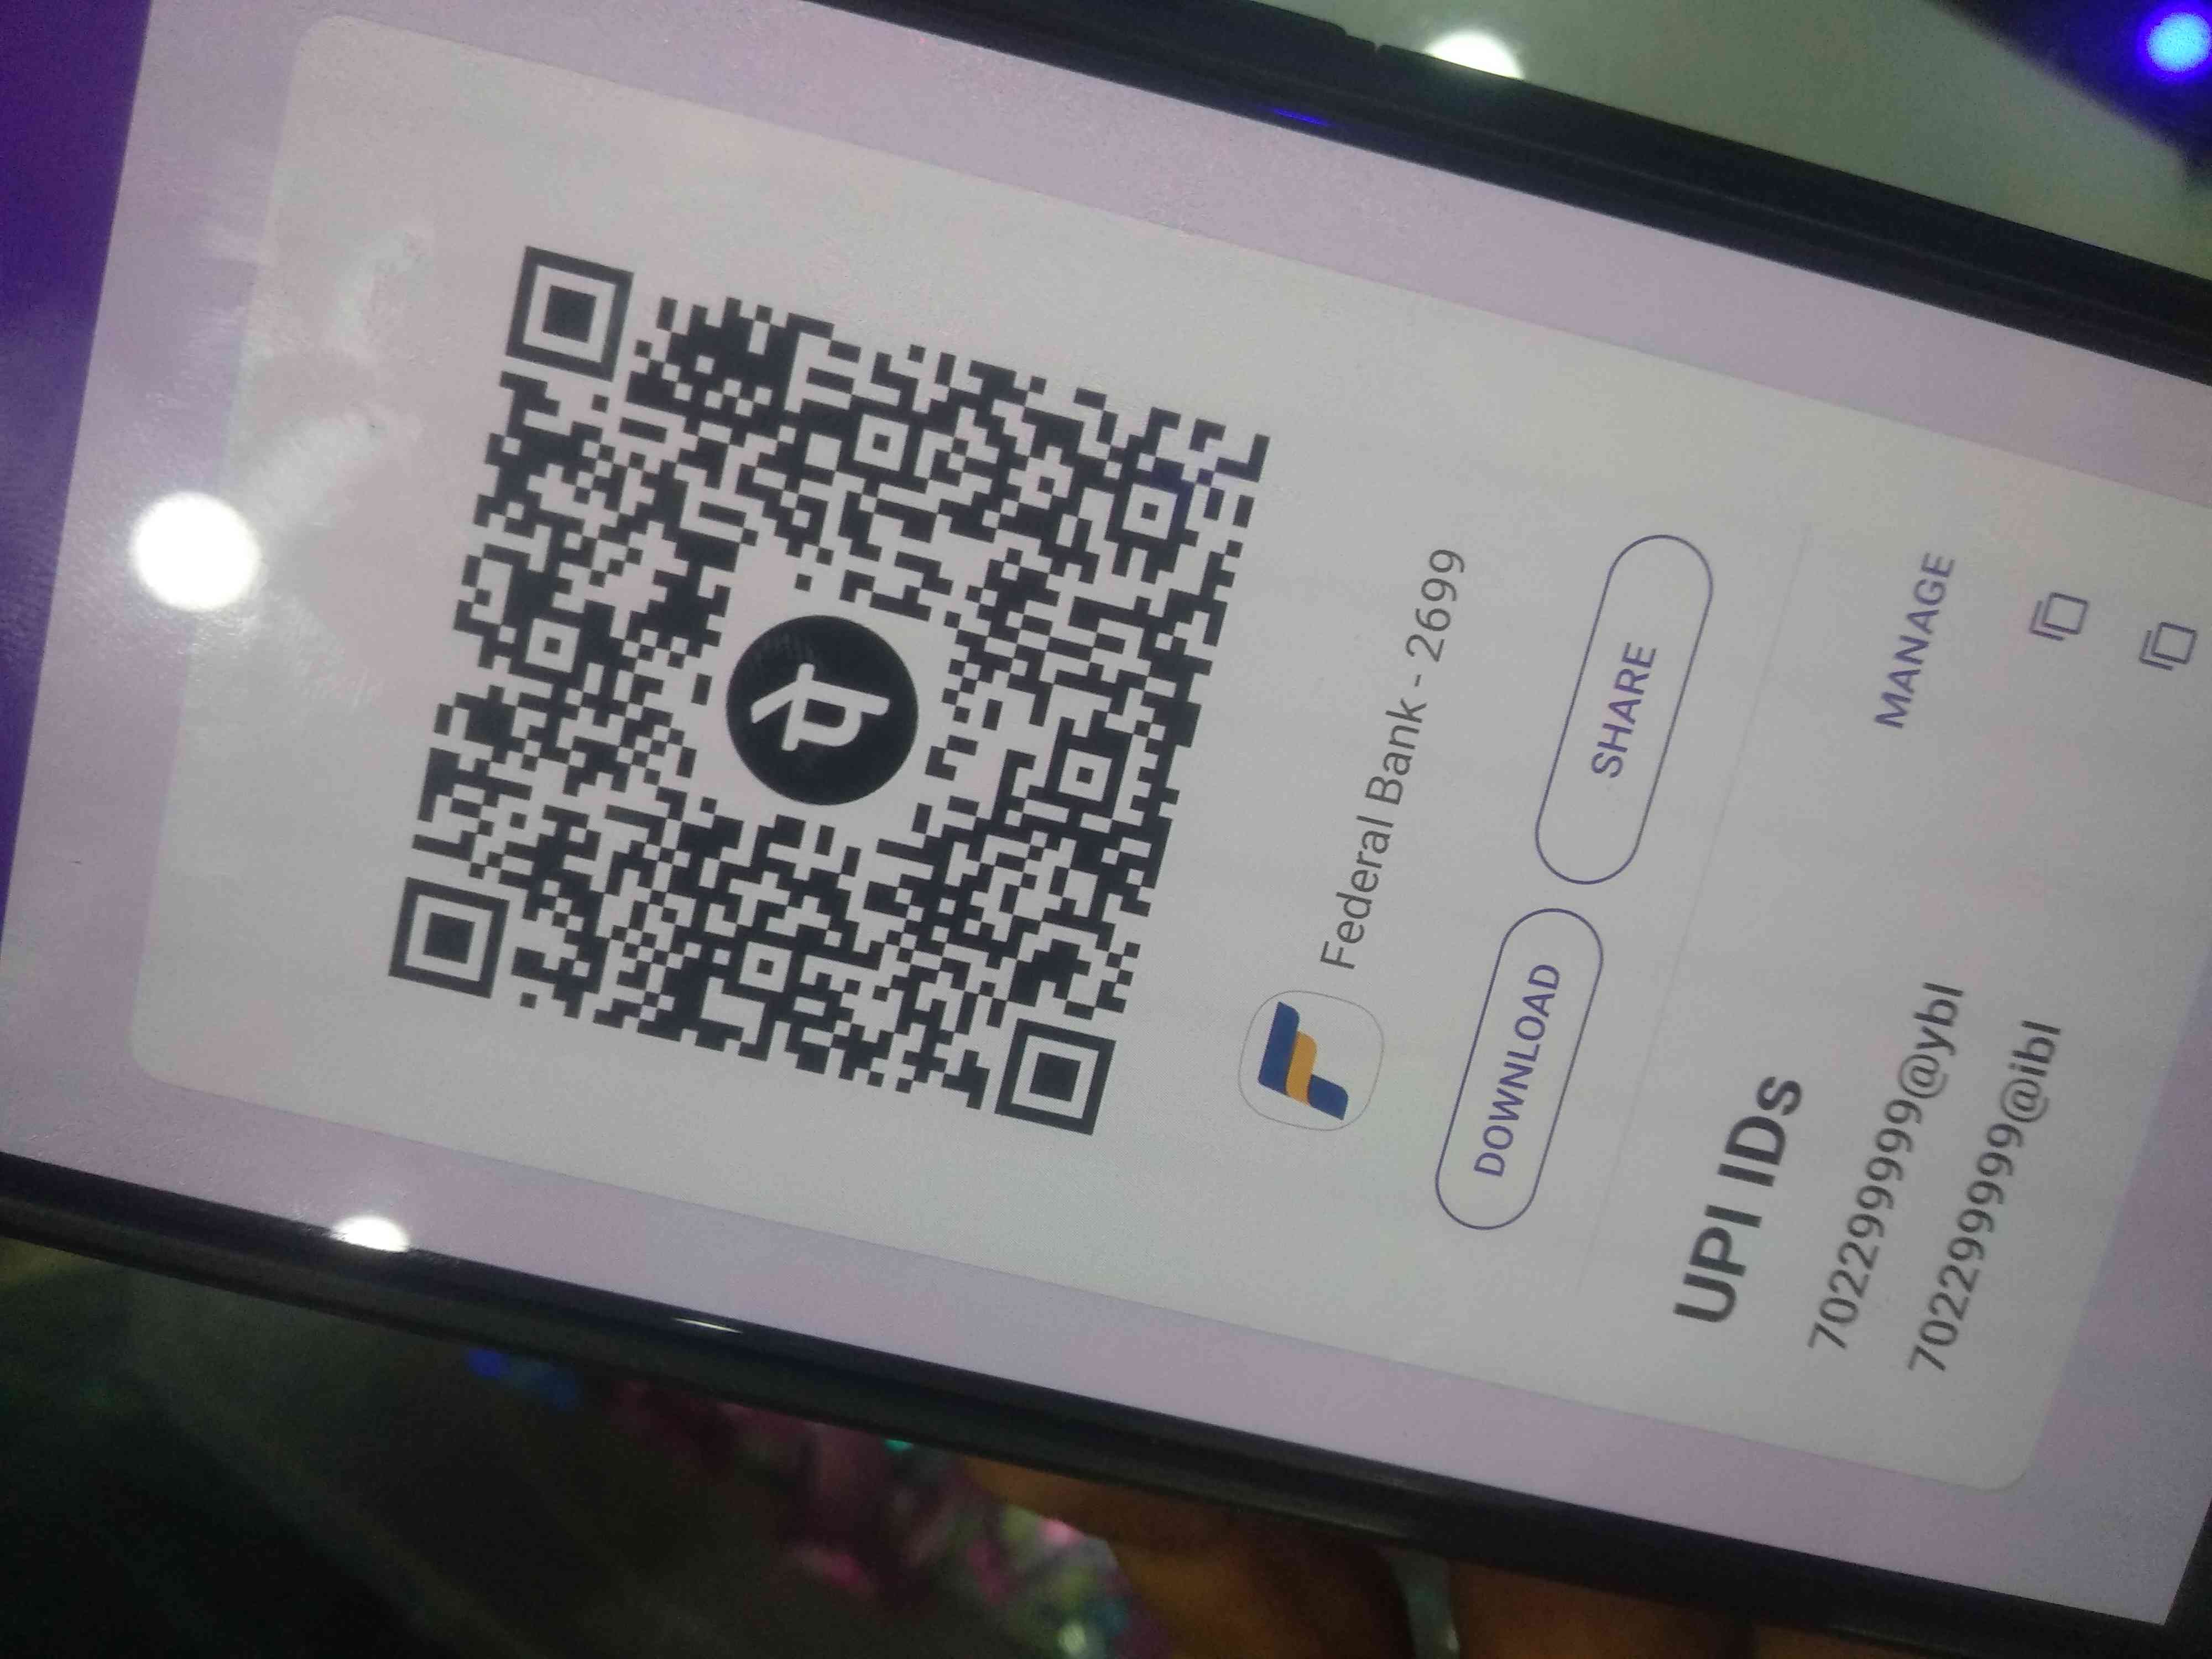 पे
Federal Bank - 2699
DOWNLOAD
SHARE
UPI IDs
MANAGE
7022999999@ybl
7022999999@ibl